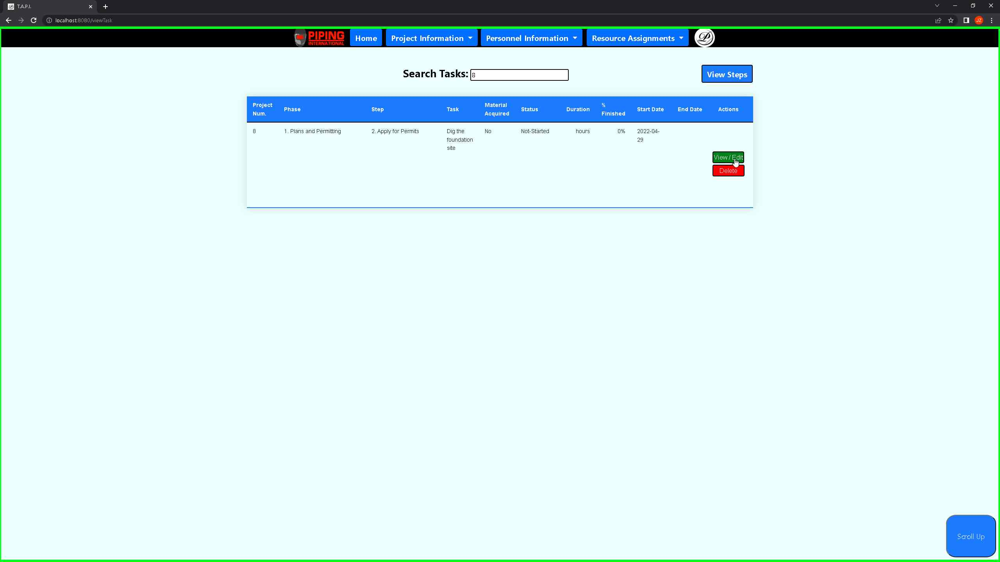 T.A.P.I.
localhost:8080/viewTask
JZ
PIPING
INTERNATIONAL
Home
Project Information
Personnel Information
Resource Assignments
Search Tasks: 8
View Steps
Project Num.
Phase
Step
Task
Material Acquired
Status
Duration
% Finished
Start Date
End Date
Actions
8
1. Plans and Permitting
2. Apply for Permits
Dig the
foundation
site
No
Not-Started
hours
0%
2022-04-
29
View / Edit
Delete
Scroll Up